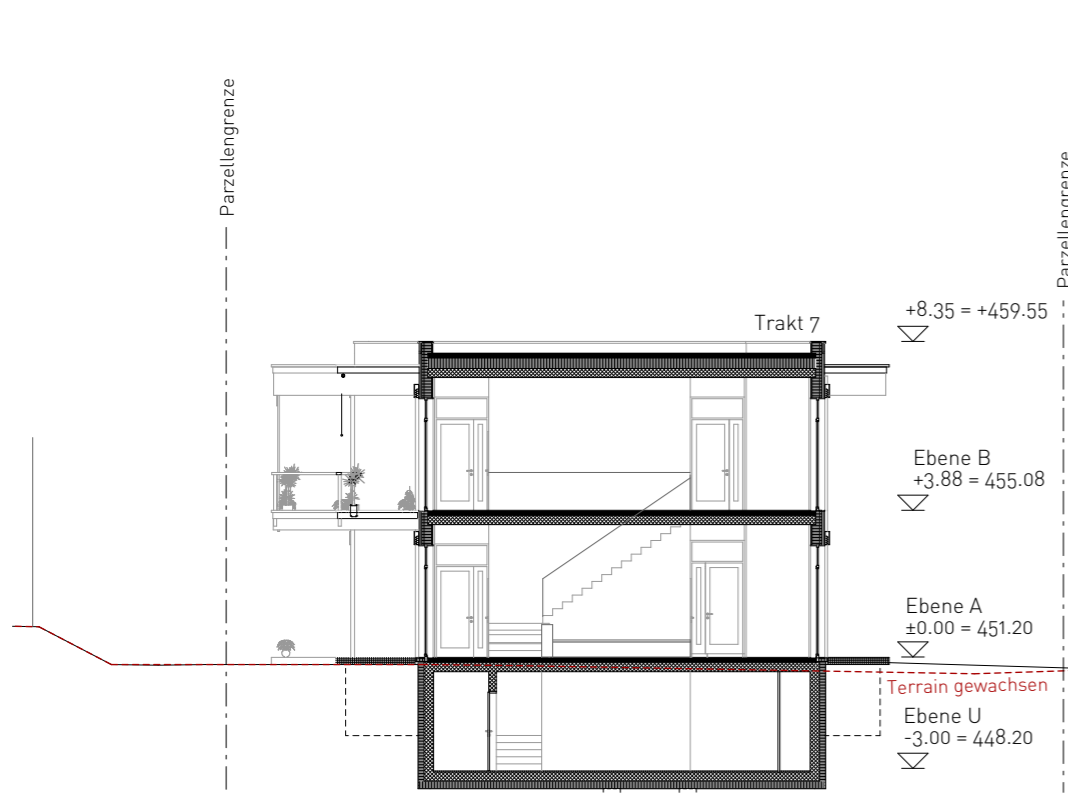 Parzellengrenze
Parzellengrenze
+8.35 = +459.55
Trakt 7
Ebene B
+3.88 = 455.08
Ebene A
±0.00 = 451.20
Terrain gewachsen
Ebene U
-3.00 = 448.20